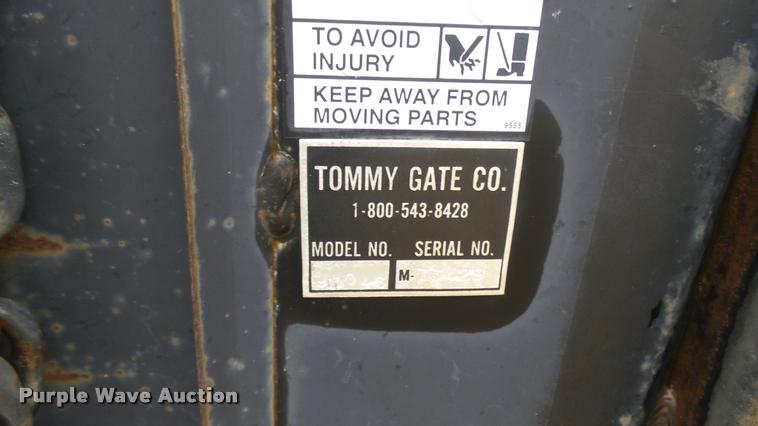 TO AVOID
INJURY
KEEP AWAY FROM
MOVING PARTS
9555
TOMMY GATE CO.
1-800-543-8428
MODEL NO. SERIAL NO.
M-
Purple Wave Auction®